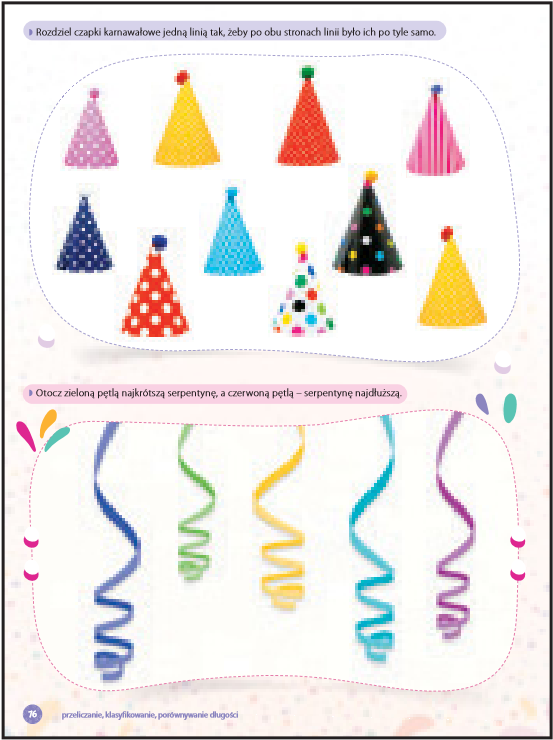 Rozdziel czapki karnawałowe jedną linią tak, żeby po obu stronach linii było ich po tyle samo.
Otocz zieloną pętlą najkrótszą serpentynę, a czerwoną pętlą – serpentynę najdłuższą.
16 przeliczanie, klasyfikowanie, porównywanie długości